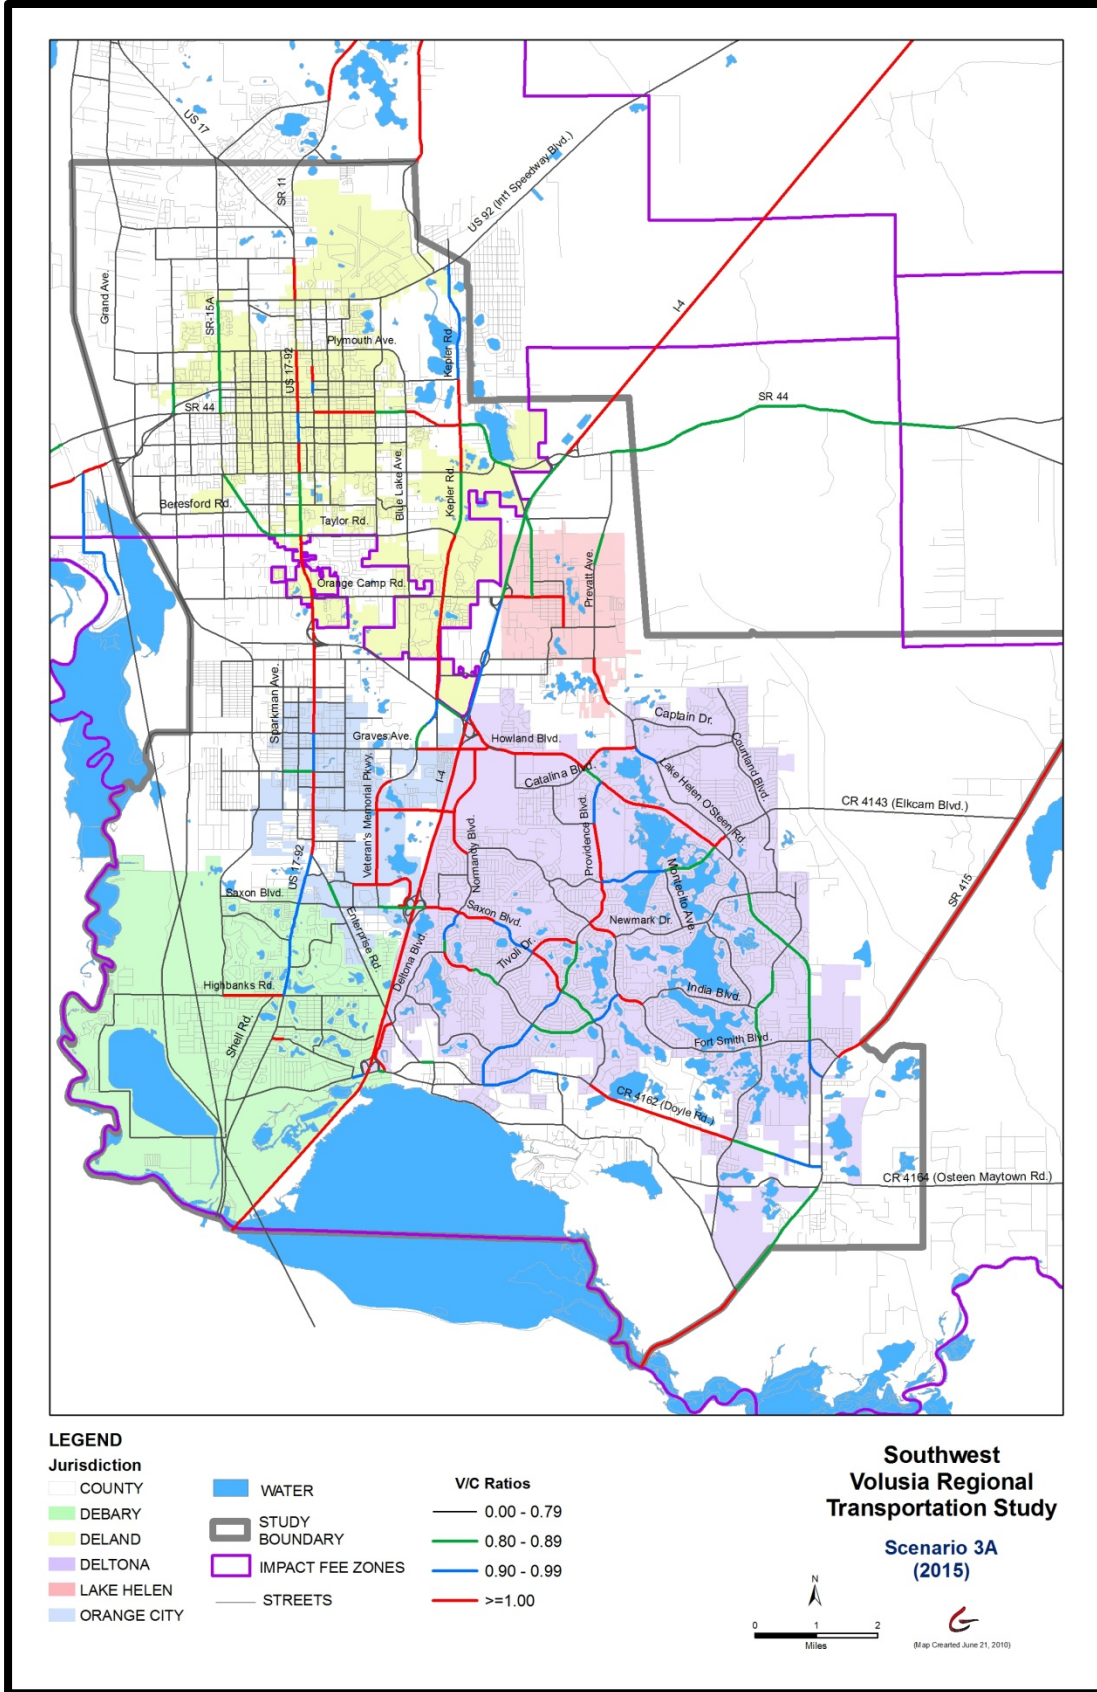 US 17
SR 11
US 92 (Int'l Speedway Blvd.)
Grand Ave.
SR-15A
I-4
Plymouth Ave.
Kepler Rd.
US 17-92
SR 44
SR 44
Blue Lake Ave.
Kepler Rd.
Beresford Rd.
Taylor Rd.
Prevatt Ave.
Orange Camp Rd.
Sparkman Ave.
Captain Dr.
Graves Ave.
Howland Blvd.
Courtland Blvd.
Veteran's Memorial Pkwy.
I-4
Catalina Blvd.
Lake Helen O'Steen Rd.
CR 4143 (Elkcam Blvd.)
Providence Blvd.
Normandy Blvd.
US 17-92
Montecito Ave.
SR 415
Saxon Blvd.
Saxon Blvd.
Newmark Dr.
Enterprise Rd
Tivoli Dr.
Deltona Blvd.
Highbanks Rd.
India Blvd.
Shell Rd.
Fort Smith Blvd.
CR 4162 (Doyle Rd.)
CR 4164 (Osteen Maytown Rd.)
LEGEND
Jurisdiction
COUNTY
DEBARY
DELAND
DELTONA
LAKE HELEN
ORANGE CITY
WATER
STUDY
BOUNDARY
IMPACT FEE ZONES
STREETS
V/C Ratios
0.00 - 0.79
0.80 - 0.89
0.90 - 0.99
>=1.00
Southwest
Volusia Regional
Transportation Study
Scenario 3A
(2015)
N
0 1 2
Miles
(Map Crearted June 21, 2010)